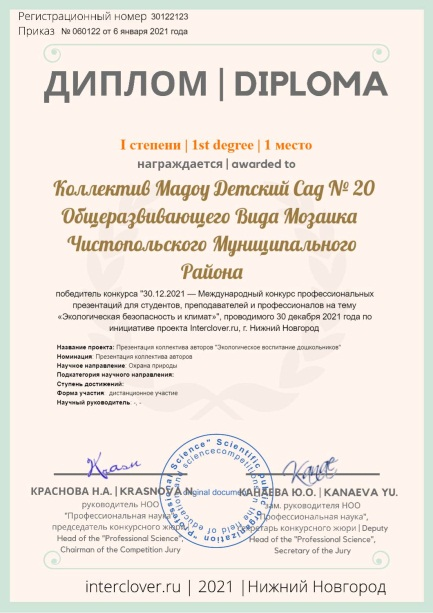 Регистрационный номер 30122123
Приказ № 060122 от 6 января 2021 года
ДИПЛОМ | DIPLOMA
I степени | 1st degree | 1 место
награждается | awarded to
Коллектив Мадоу Детский Сад № 20
Общеразвивающего Вида Мозаика
Чистопольского Муниципального
Района
победитель конкурса "30.12.2021 — Международный конкурс профессиональных
презентаций для студентов, преподавателей и профессионалов на тему
«Экологическая безопасность и климат»", проводимого 30 декабря 2021 года по
инициативе проекта Interclover.ru, г. Нижний Новгород
Название проекта: Презентация коллектива авторов "Экологическое воспитание дошкольников"
Номинация: Презентация коллектива авторов
Научное направление: Охрана природы
Подкатегория научного направления:
Ступень достижений:
Форма участия: дистанционное участие
Научный руководитель: -, -
"Professional Science" Scientific public organization
original document
КРАСНОВА Н.А. | KRASNOVA N. КАНАЕВА Ю.О. | KANAEVA YU.
руководитель НОО зам. руководителя НОО
"Профессиональная наука", "Профессиональная наука",
председатель конкурсного жюри секретарь конкурсного жюри | Deputy
Head of the "Professional Science", Head of the "Professional Science",
Chairman of the Competition Jury Secretary of the Jury
interclover.ru | 2021 | Нижний Новгород